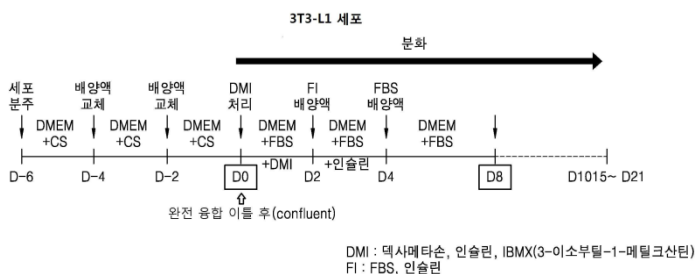 3T3-L1 세포
분화
세포 분주
배양액 교체
배양액 교체
DMI 처리
FI 배양액
FBS 배양액
DMEM +CS
DMEM +CS
DMEM +CS
DMEM +FBS +DMI
DMEM +FBS +인슐린
DMEM +FBS
D-6
D-4
D-2
D0
D2
D4
D8
D1015~ D21
완전 융합 이틀 후(confluent)
DMI : 덱사메타손, 인슐린, IBMX(3-이소부틸-1-메틸크산틴)
FI : FBS, 인슐린